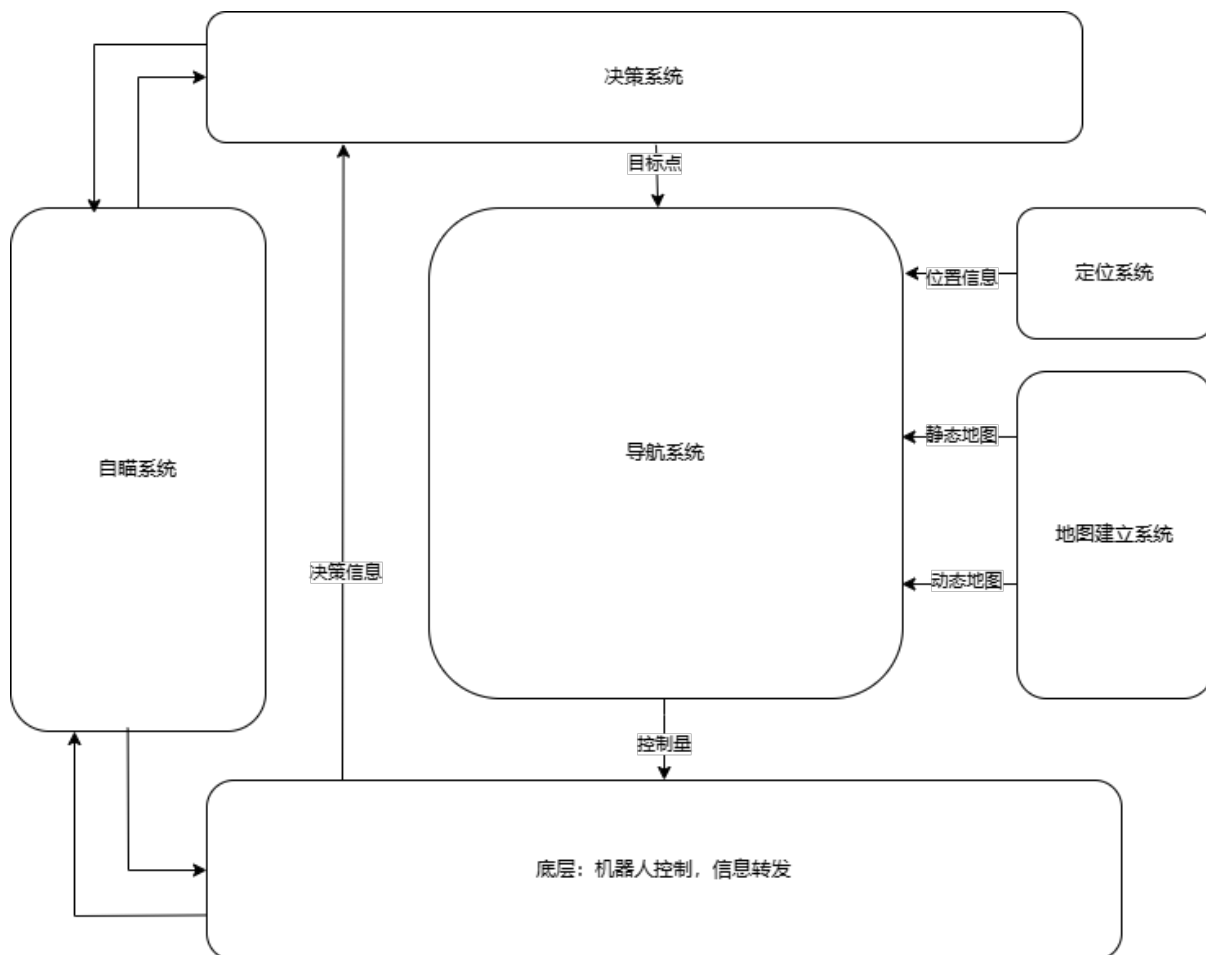 决策系统
目标点
位置信息
定位系统
静态地图
导航系统
自瞄系统
地图建立系统
决策信息
动态地图
控制量
底层：机器人控制，信息转发